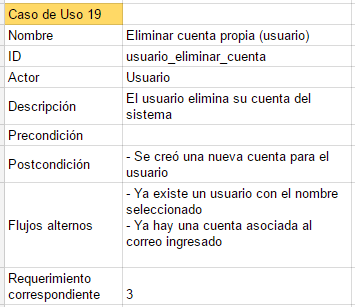 Caso de Uso 19
Nombre Eliminar cuenta propia (usuario)
ID usuario_eliminar_cuenta
Actor Usuario
Descripción El usuario elimina su cuenta del
sistema
Precondición
Postcondición - Se creó una nueva cuenta para el
usuario
Flujos alternos - Ya existe un usuario con el nombre
seleccionado
- Ya hay una cuenta asociada al
correo ingresado
Requerimiento
correspondiente 3